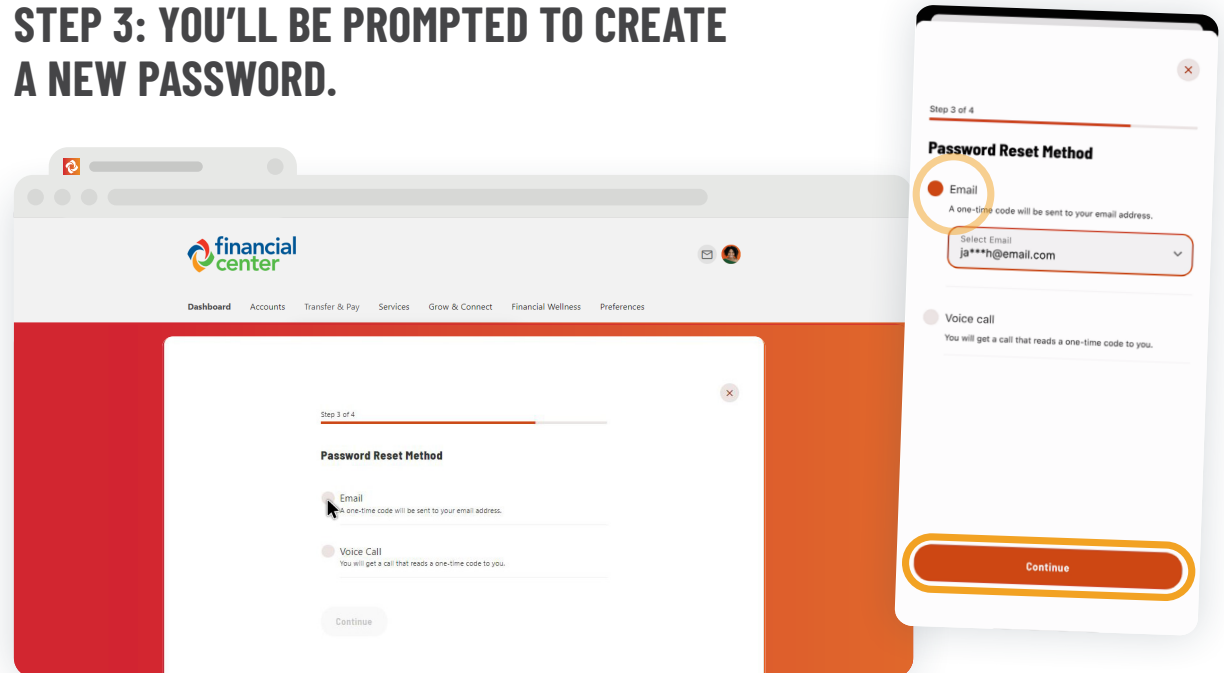 STEP 3: YOU’LL BE PROMPTED TO CREATE
A NEW PASSWORD.
financial
center
Dashboard Accounts Transfer & Pay Services Grow & Connect Financial Wellness Preferences
Step 3 of 4
Password Reset Method
Email
A one-time code will be sent to your email address.
Voice Call
You will get a call that reads a one-time code to you.
Continue
Step 3 of 4
Password Reset Method
Email
A one-time code will be sent to your email address.
Select Email
ja***h@email.com
Voice call
You will get a call that reads a one-time code to you.
Continue